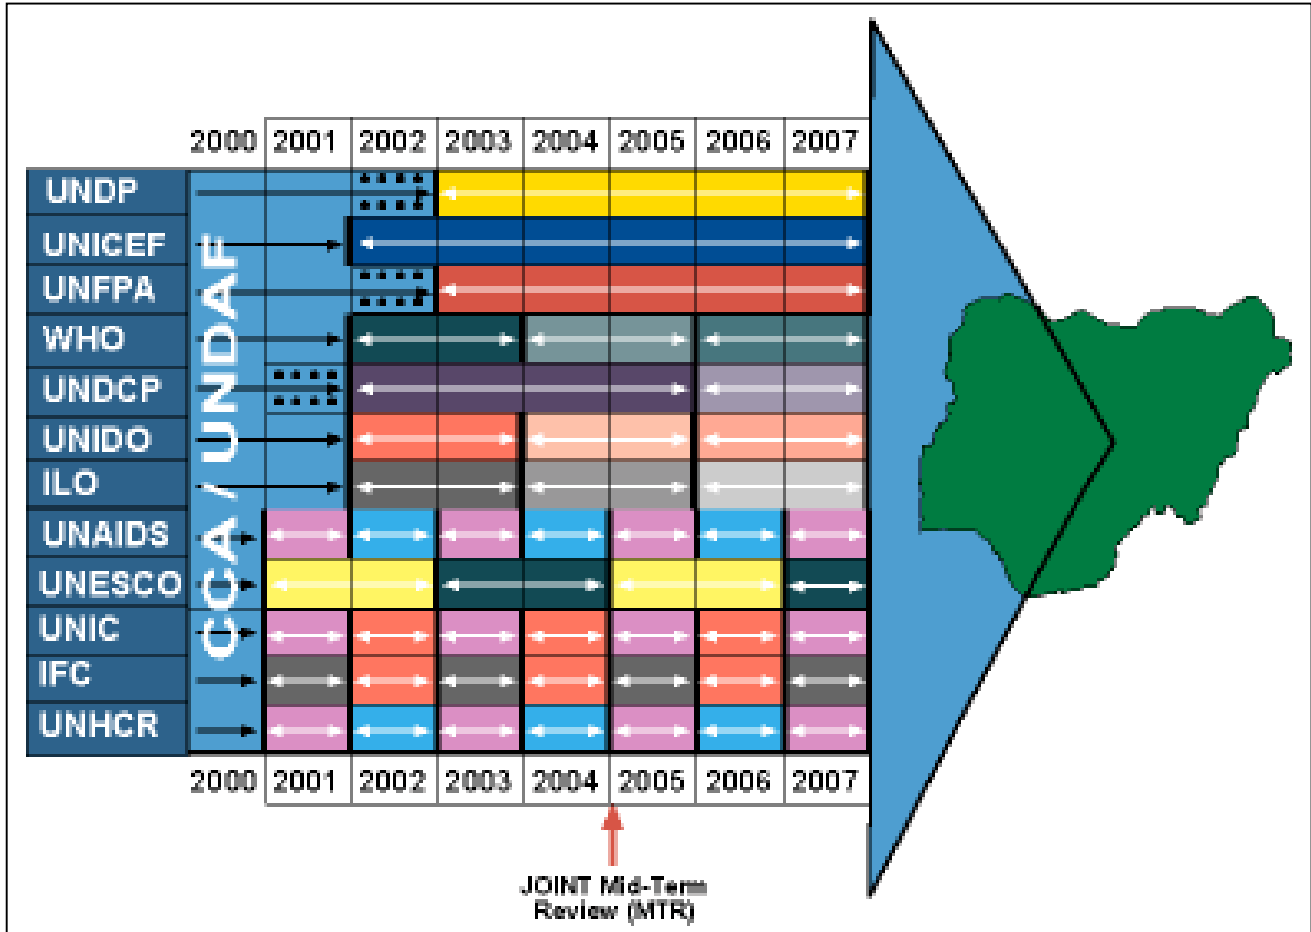 2000 2001 2002 2003 2004 2005 2006 2007
UNDP
UNICEF
UNFPA
WHO
UNDCP
UNIDO
ILO
UNAIDS
UNESCO
UNIC
IFC
UNHCR
CCA / UNDAF
2000 2001 2002 2003 2004 2005 2006 2007
JOINT Mid-Term
Review (MTR)